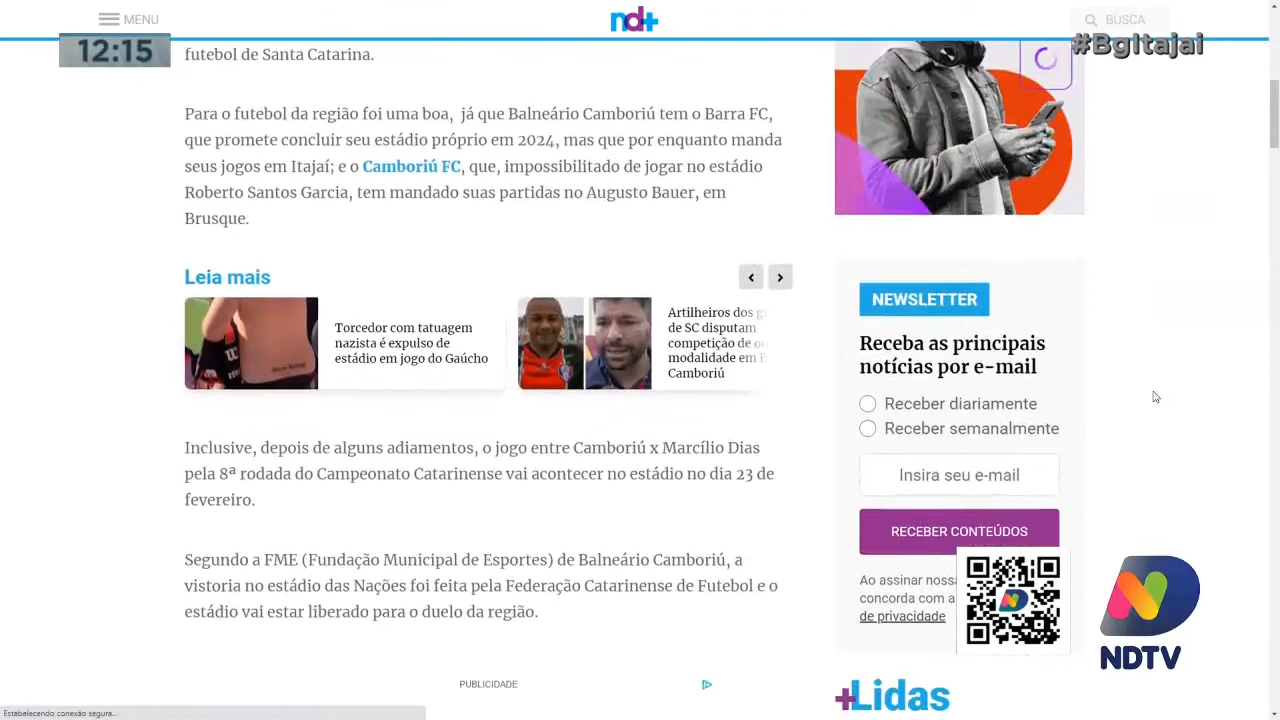 MENU
nd+
BUSCA
12:15
#BgItajai
futebol de Santa Catarina.
Para o futebol da região foi uma boa, já que Balneário Camboriú tem o Barra FC,
que promete concluir seu estádio próprio em 2024, mas que por enquanto manda
seus jogos em Itajaí; e o Camboriú FC, que, impossibilitado de jogar no estádio
Roberto Santos Garcia, tem mandado suas partidas no Augusto Bauer, em
Brusque.
Leia mais
Torcedor com tatuagem
nazista é expulso de
estádio em jogo do Gaúcho
Artilheiros dos g
de SC disputam
competição de o
modalidade em
Camboriú
Inclusive, depois de alguns adiamentos, o jogo entre Camboriú x Marcílio Dias
pela 8ª rodada do Campeonato Catarinense vai acontecer no estádio no dia 23 de
fevereiro.
Segundo a FME (Fundação Municipal de Esportes) de Balneário Camboriú, a
vistoria no estádio das Nações foi feita pela Federação Catarinense de Futebol e o
estádio vai estar liberado para o duelo da região.
PUBLICIDADE
NEWSLETTER
Receba as principais
notícias por e-mail
Receber diariamente
Receber semanalmente
Insira seu e-mail
RECEBER CONTEÚDOS
Ao assinar nossa
concorda com a
de privacidade
NDTV
+Lidas
Estabelecendo conexão segura...